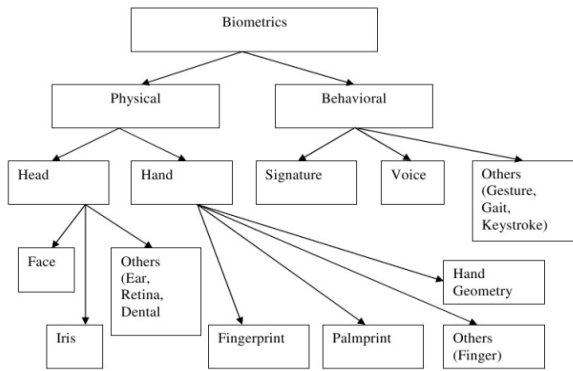 Biometrics
Physical
Behavioral
Head
Hand
Signature
Voice
Others
(Gesture,
Gait,
Keystroke)
Face
Others
(Ear,
Retina,
Dental
Hand
Geometry
Iris
Fingerprint
Palmprint
Others
(Finger)